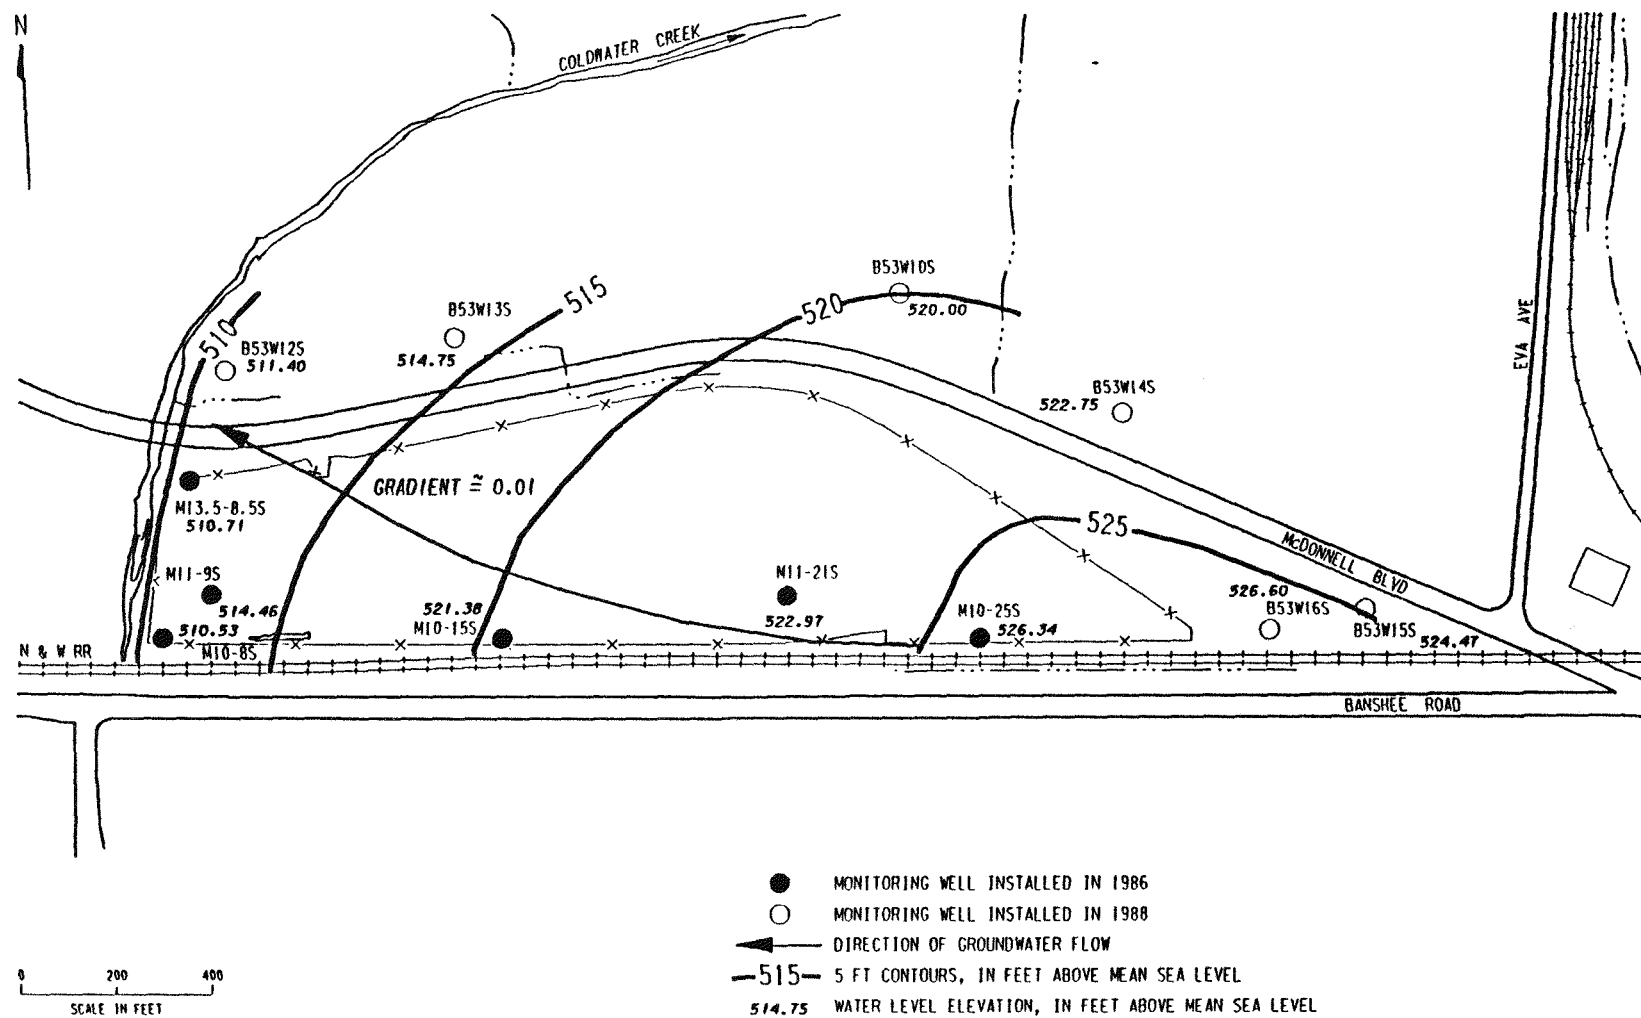 N
COLDWATER CREEK
B53W10S
520.00
520
515
B53W13S
514.75
510
B53W12S
511.40
EVA AVE
B53W14S
522.75
GRADIENT ≅ 0.01
M13.5-8.5S
510.71
525
McDONNELL BLVD
M11-9S
514.46
M11-21S
522.97
521.38
M10-15S
M10-25S
526.34
526.60
B53W16S
B53W15S
524.47
510.53
M10-8S
N & W RR
BANSHEE ROAD
MONITORING WELL INSTALLED IN 1986
MONITORING WELL INSTALLED IN 1988
DIRECTION OF GROUNDWATER FLOW
515 5 FT CONTOURS, IN FEET ABOVE MEAN SEA LEVEL
514.75 WATER LEVEL ELEVATION, IN FEET ABOVE MEAN SEA LEVEL
0 200 400
SCALE IN FEET